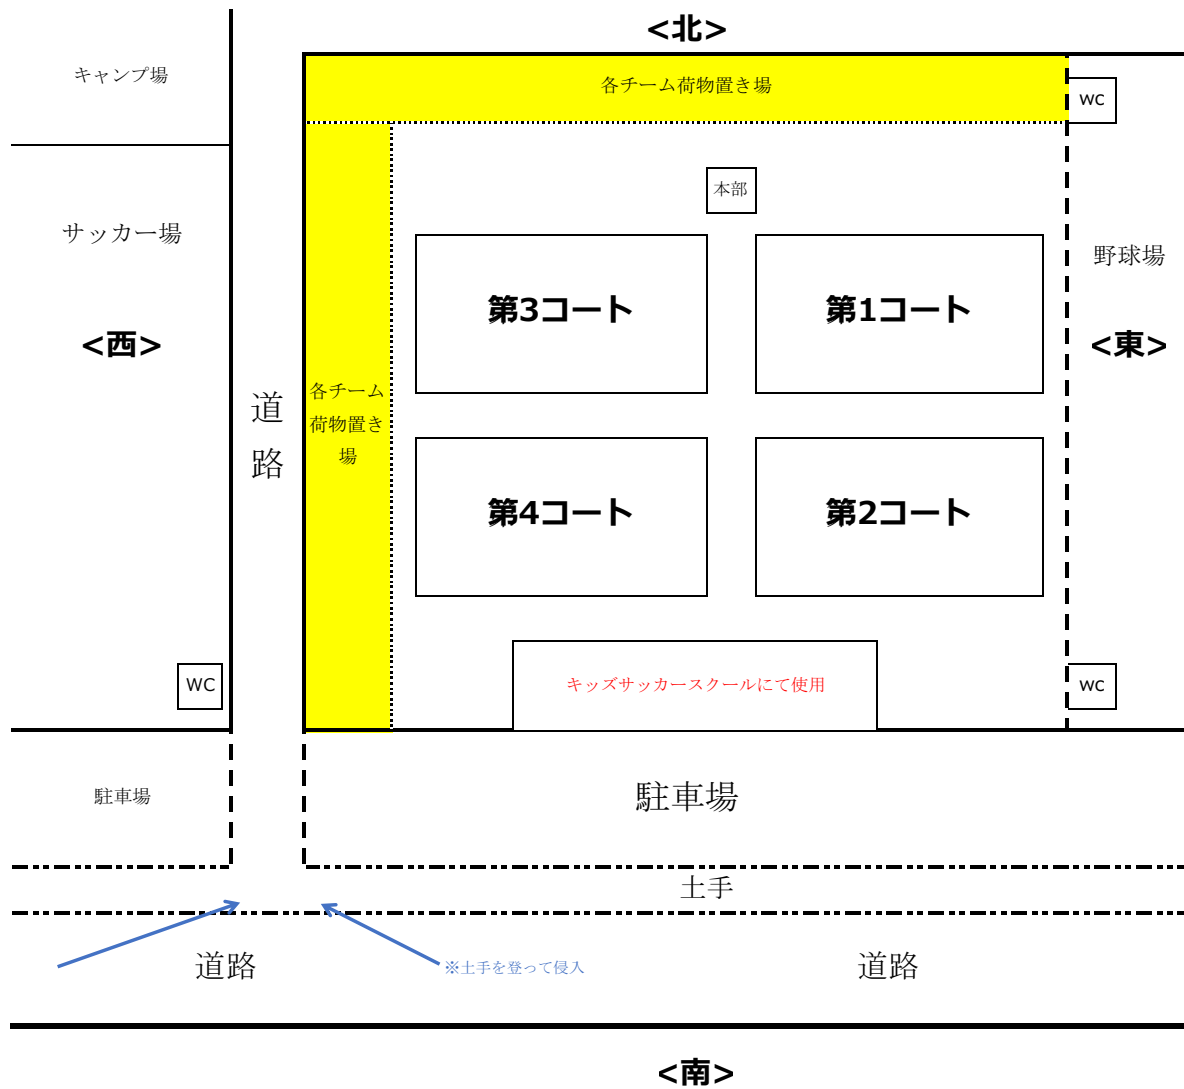 <北>
キャンプ場
各チーム荷物置き場
WC
本部
サッカー場
野球場
第3コート
第1コート
<西>
<東>
道
路
各チーム
荷物置き
場
第4コート
第2コート
WC
キッズサッカースクールにて使用
WC
駐車場
駐車場
土手
道路
※土手を登って侵入
道路
<南>